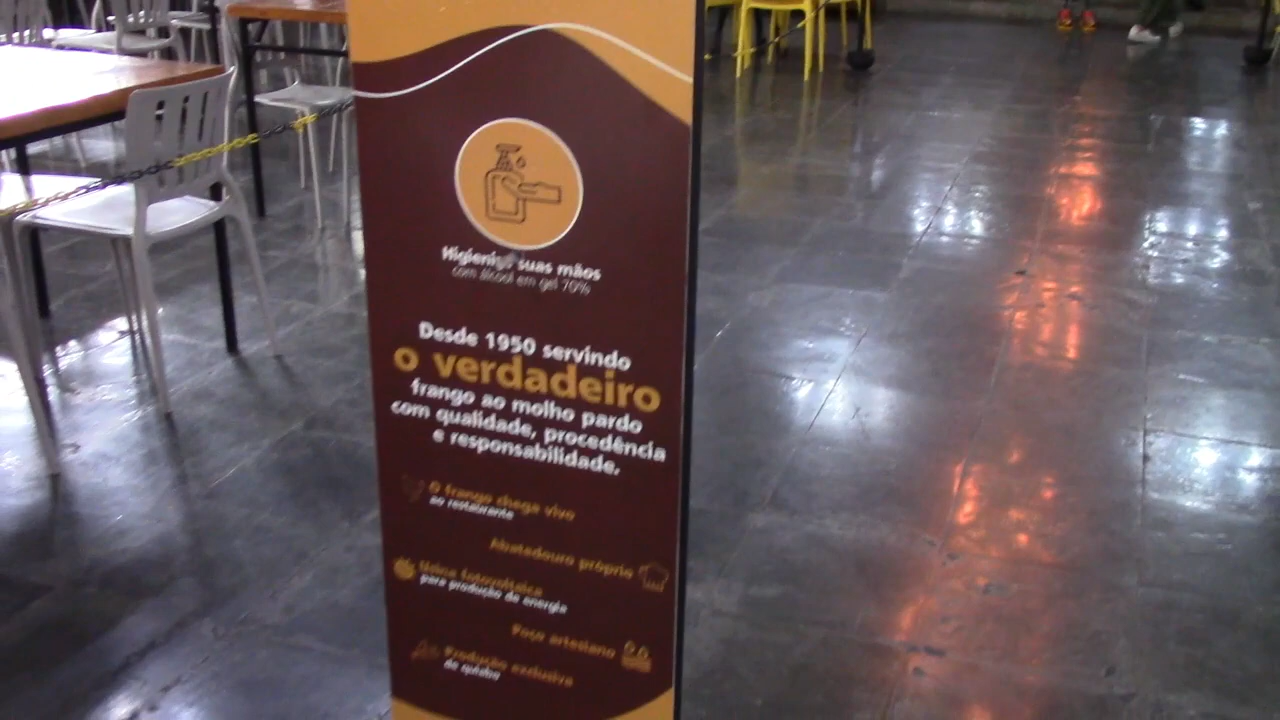 Higienize suas mãos
com álcool em gel 70%
Desde 1950 servindo
o verdadeiro
frango ao molho pardo
com qualidade, procedência
e responsabilidade.
O frango chega vivo
ao restaurante
Abatedouro próprio
Usina fotovoltaica
para produção de energia
Poço artesiano
Produção exclusiva
de quiabo